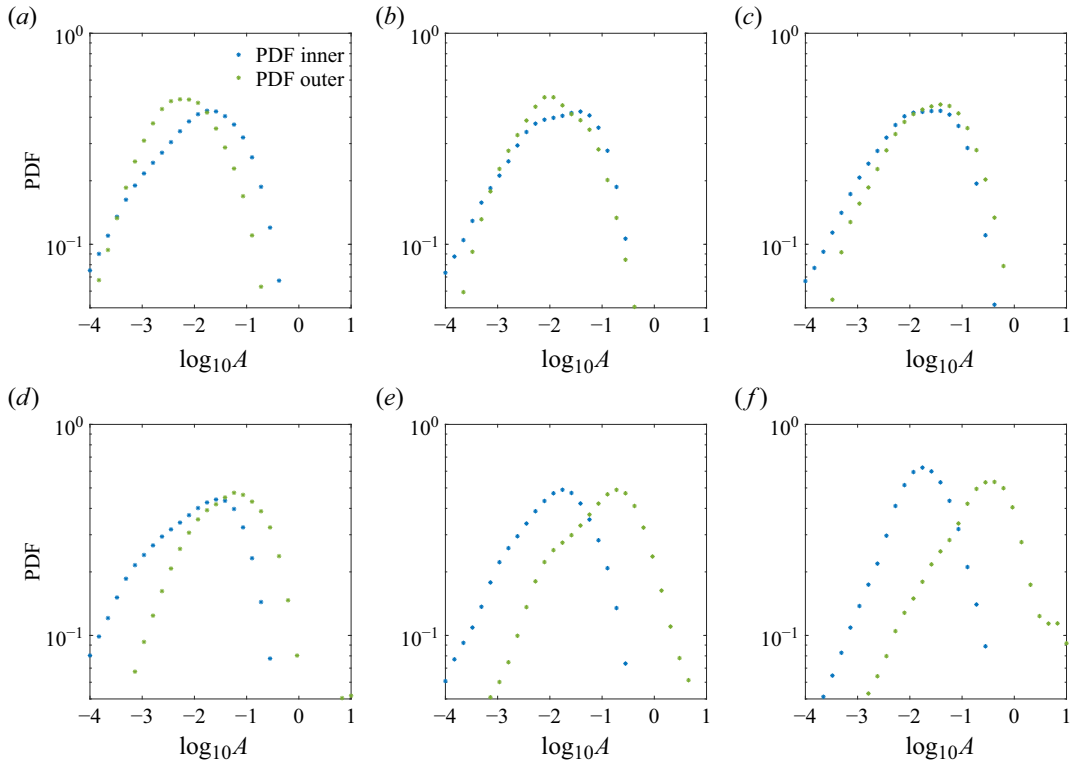 (a) (b) (c)
10^0 10^0 10^0
PDF inner
PDF outer
PDF
10^−1 10^−1 10^−1
−4 −3 −2 −1 0 1 −4 −3 −2 −1 0 1 −4 −3 −2 −1 0 1
log₁₀A log₁₀A log₁₀A
(d) (e) (f)
10^0 10^0 10^0
PDF
10^−1 10^−1 10^−1
−4 −3 −2 −1 0 1 −4 −3 −2 −1 0 1 −4 −3 −2 −1 0 1
log₁₀A log₁₀A log₁₀A